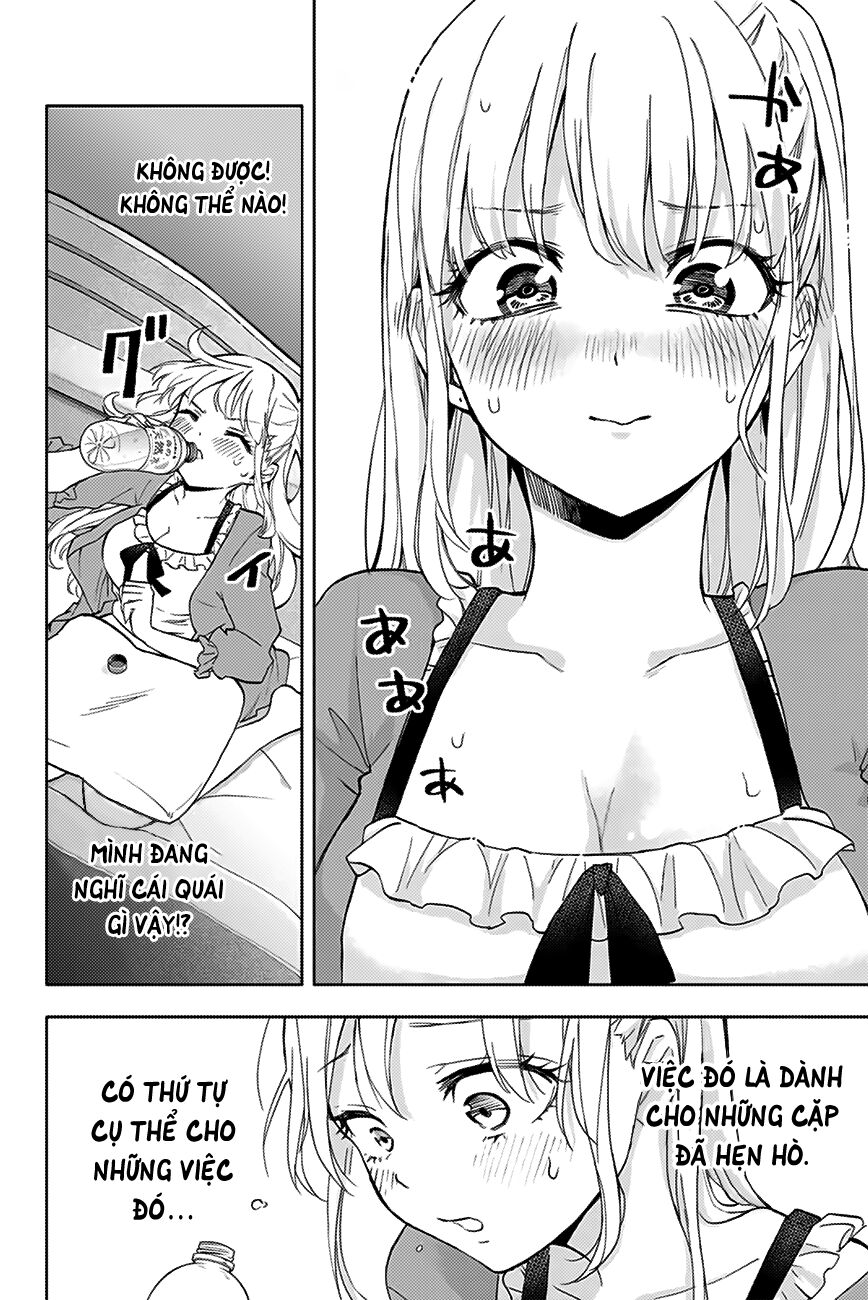 か
ああ
あ
ああ
あ
KHÔNG ĐƯỢC!
KHÔNG THỂ NÀO!
グ
イ
MÌNH ĐANG
NGHĨ CÁI QUÁI
GÌ VẬY!?
VIỆC ĐÓ LÀ DÀNH
CHO NHỮNG CẶP
ĐÃ HẸN HÒ.
CÓ THỨ TỰ
CỤ THỂ CHO
NHỮNG VIỆC
ĐÓ...